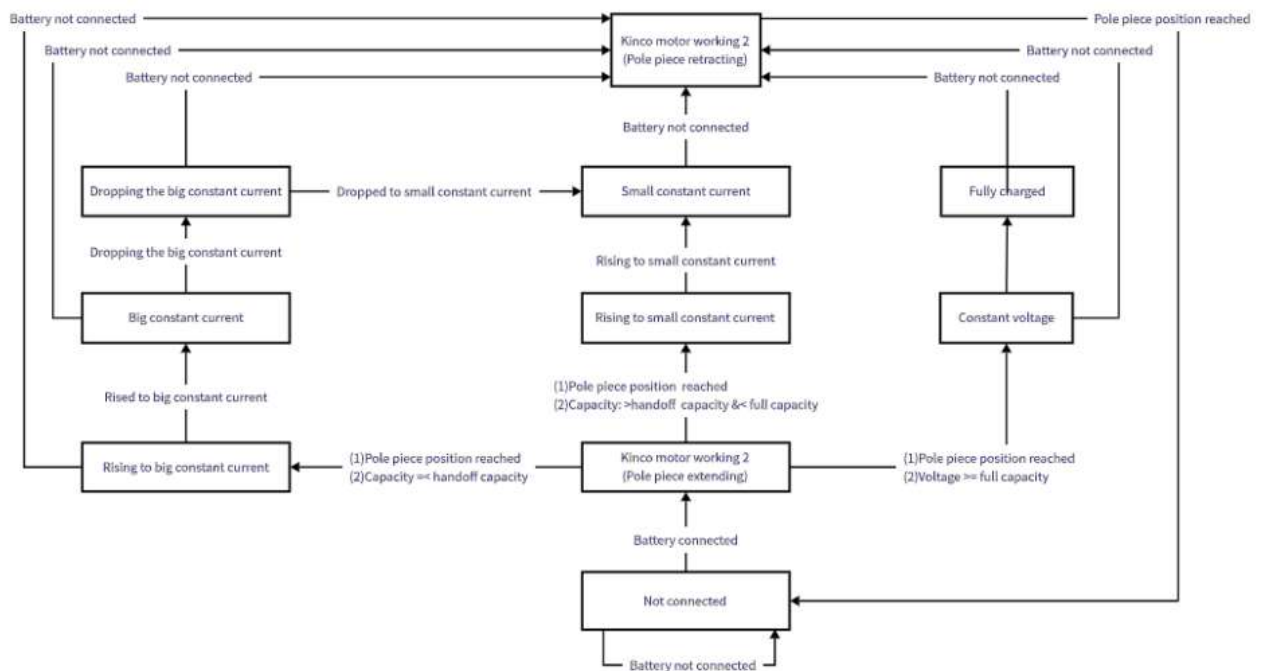 Battery not connected
Kinco motor working 2
(Pole piece retracting)
Pole piece position reached
Battery not connected
Battery not connected
Battery not connected
Battery not connected
Battery not connected
Dropping the big constant current
Dropped to small constant current
Small constant current
Fully charged
Dropping the big constant current
Rising to small constant current
Big constant current
Rising to small constant current
Constant voltage
Rised to big constant current
(1)Pole piece position reached
(2)Capacity: >handoff capacity &< full capacity
Rising to big constant current
(1)Pole piece position reached
(2)Capacity =< handoff capacity
Kinco motor working 2
(Pole piece extending)
(1)Pole piece position reached
(2)Voltage >= full capacity
Battery connected
Not connected
Battery not connected